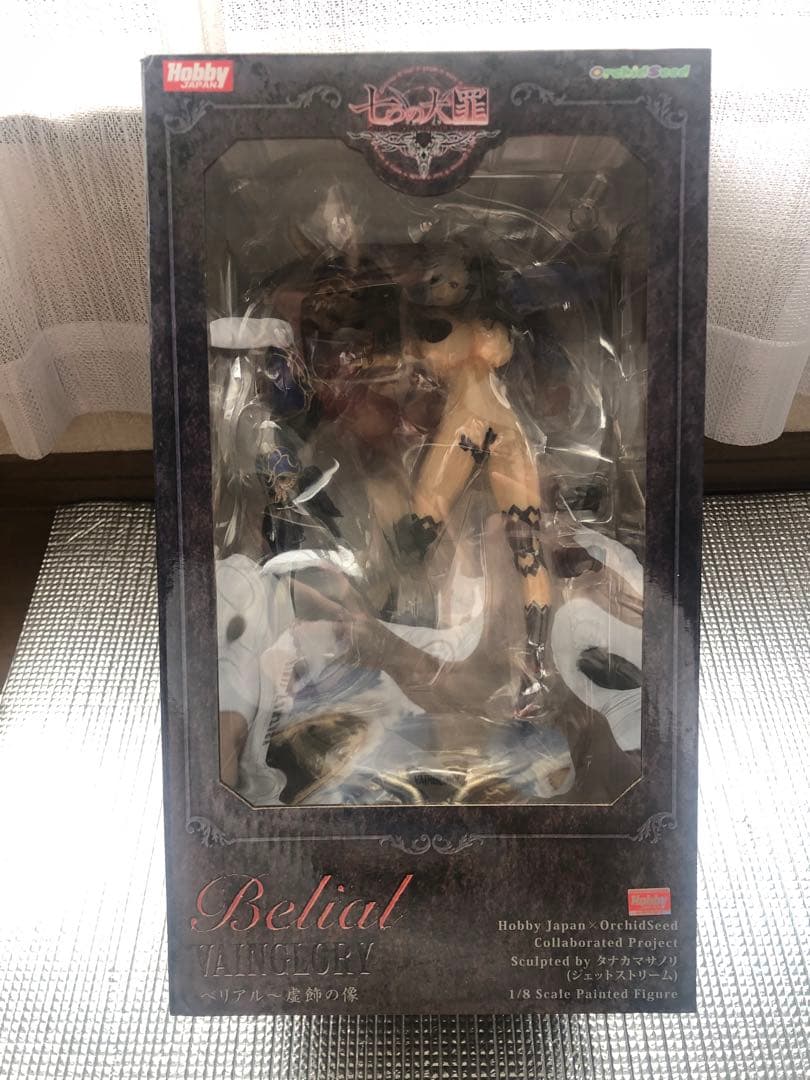 Hobby
JAPAN
OrchidSeed
七つの大罪
Belial
VAINGLORY
ベリアル～虚飾の像
Hobby
Hobby Japan×OrchidSeed
Collaborated Project
Sculpted by タナカマサノリ
(ジェットストリーム)
1/8 Scale Painted Figure